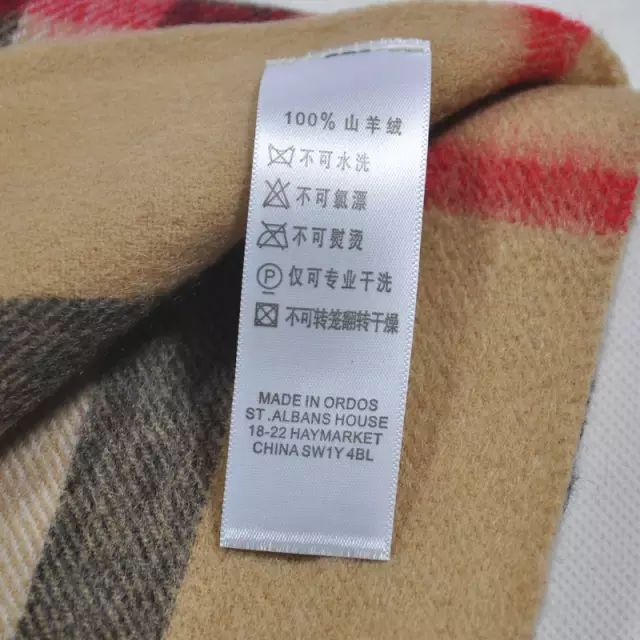 100% 山羊绒
不可水洗
不可氯漂
不可熨烫
P 仅可专业干洗
不可转笼翻转干燥
MADE IN ORDOS
ST.ALBANS HOUSE
18-22 HAYMARKET
CHINA SW1Y 4BL